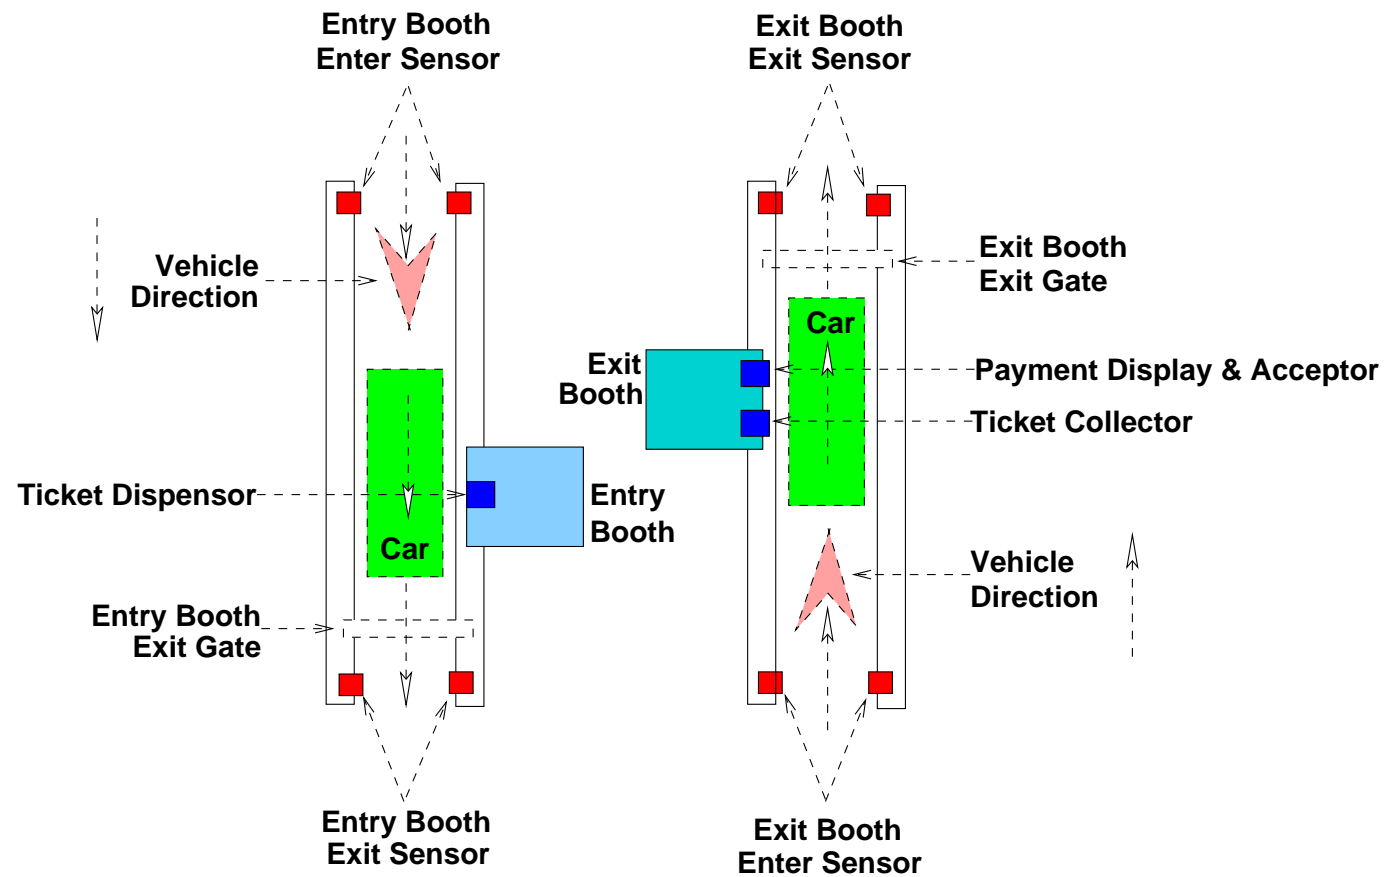 Entry Booth
Enter Sensor
Exit Booth
Exit Sensor
Vehicle
Direction
Exit Booth
Exit Gate
Car
Exit
Booth
Payment Display & Acceptor
Ticket Collector
Ticket Dispensor
Entry
Booth
Car
Vehicle
Direction
Entry Booth
Exit Gate
Entry Booth
Exit Sensor
Exit Booth
Enter Sensor